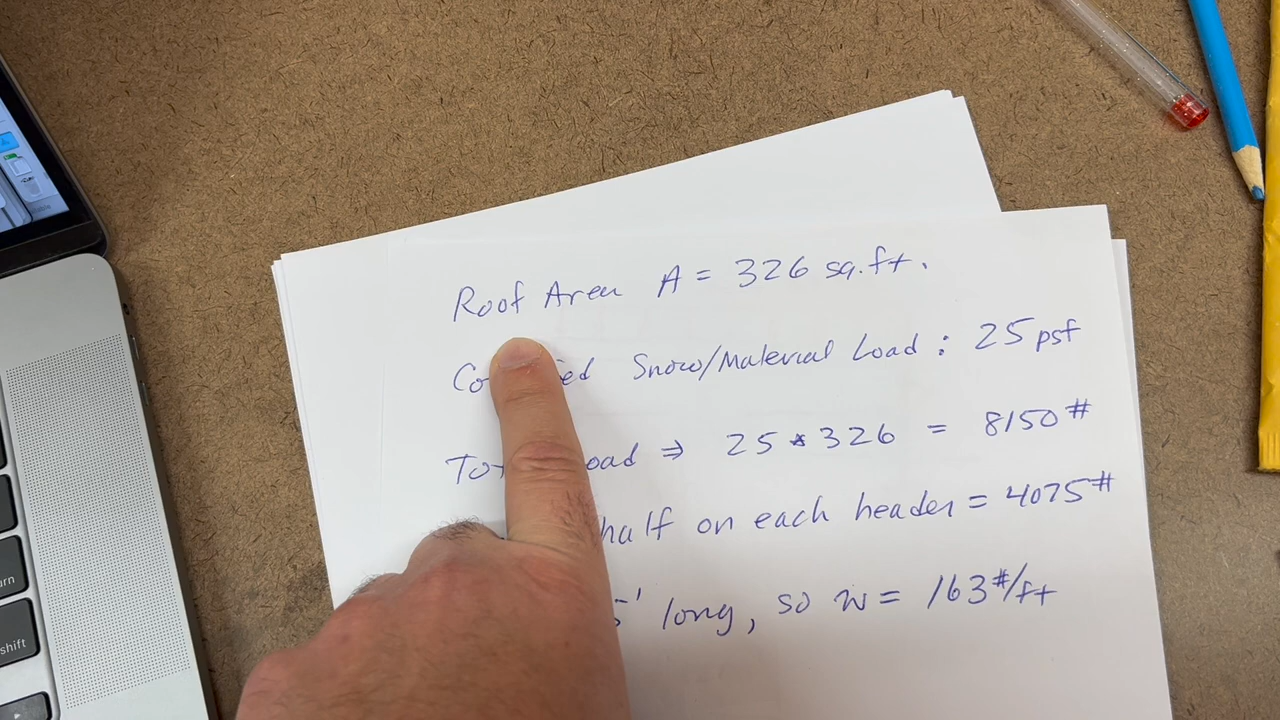 Roof Area A = 326 sq.ft.
Snow/Material Load : 25 psf
⇒ 25 * 326 = 8150#
half on each header = 4075#
long, so w = 163#/ft
shift